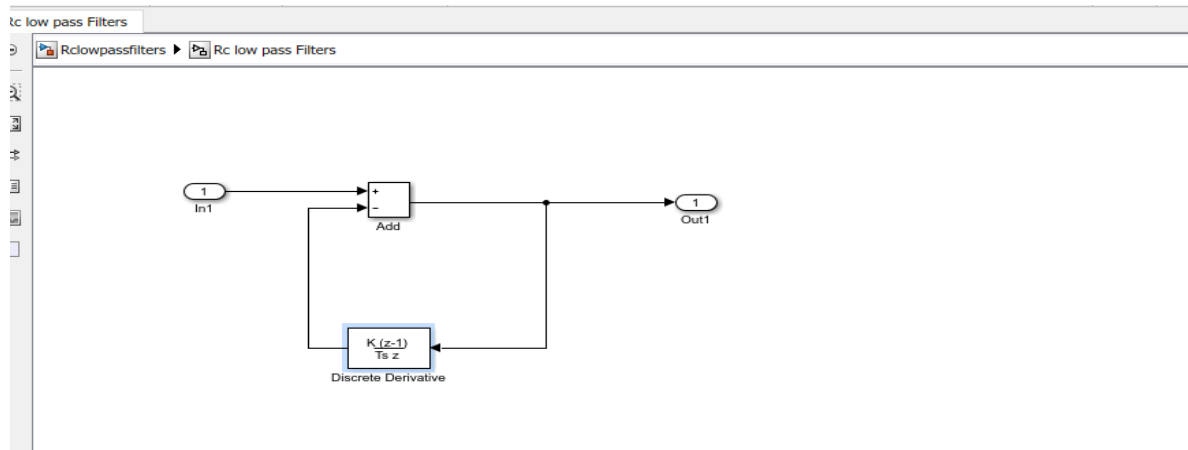 Rc low pass Filters
Rclowpassfilters Rc low pass Filters
1
In1
+
−
Add
1
Out1
K (z-1)
Ts z
Discrete Derivative